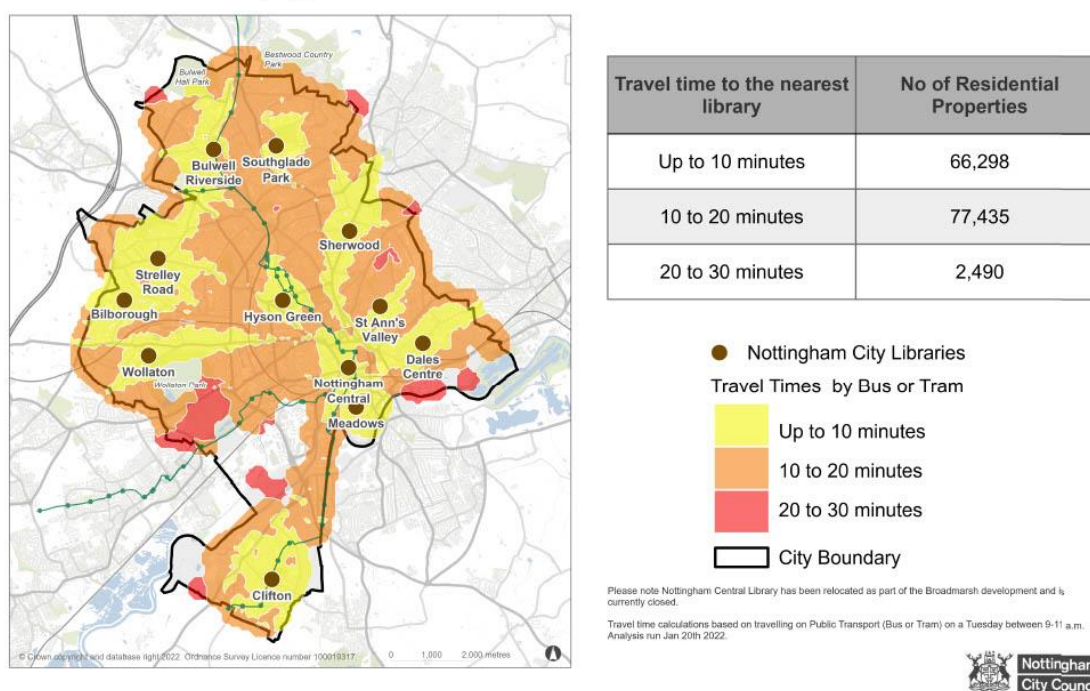 Bestwood Country
Park
Bulwell
Hall Park
Bulwell
Riverside
Southglade
Park
Sherwood
Strelley
Road
Bilborough
Hyson Green
St Ann's
Valley
Wollaton
Wollaton Park
Dales
Centre
Nottingham
Central
Meadows
Clifton
© Crown copyright and database right 2022. Ordnance Survey Licence number 100019317
0 1,000 2,000 metres
Travel time to the nearest
library
No of Residential
Properties
Up to 10 minutes
66,298
10 to 20 minutes
77,435
20 to 30 minutes
2,490
Nottingham City Libraries
Travel Times by Bus or Tram
Up to 10 minutes
10 to 20 minutes
20 to 30 minutes
City Boundary
Please note Nottingham Central Library has been relocated as part of the Broadmarsh development and is
currently closed.
Travel time calculations based on travelling on Public Transport (Bus or Tram) on a Tuesday between 9-11 a.m.
Analysis run Jan 20th 2022.
Nottingham
City Counc